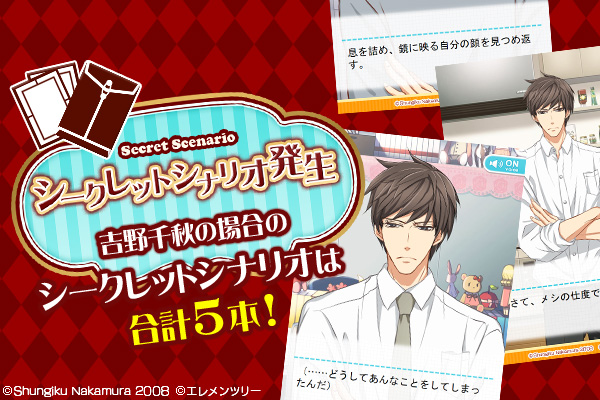 Secret Scenario
シークレットシナリオ発生
吉野千秋の場合の
シークレットシナリオは
合計5本！
息を詰め、鏡に映る自分の顔を見つめ返
す。
©Shungiku Nakamura
ON
（……どうしてあんなことをしてしまっ
たんだ）
さて、メシの仕度で
©Shungiku Nakamura
©Shungiku Nakamura 2008 ©エレメンツリー